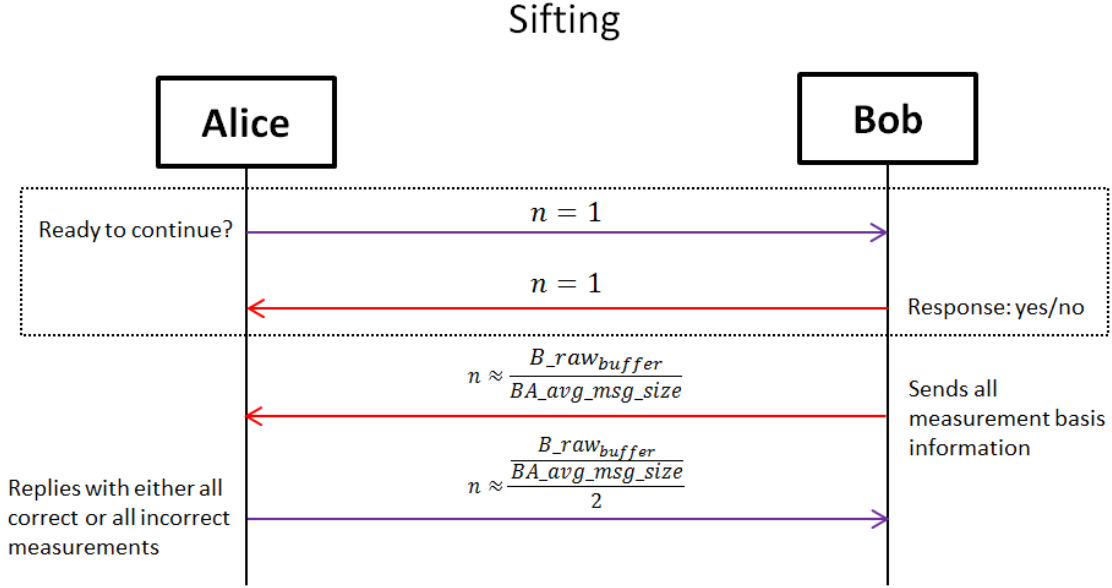 Sifting
Alice
Bob
Ready to continue?
n = 1
n = 1
Response: yes/no
n ≈ B_raw_buffer / BA_avg_msg_size
Sends all
measurement basis
information
n ≈ (B_raw_buffer / BA_avg_msg_size) / 2
Replies with either all
correct or all incorrect
measurements